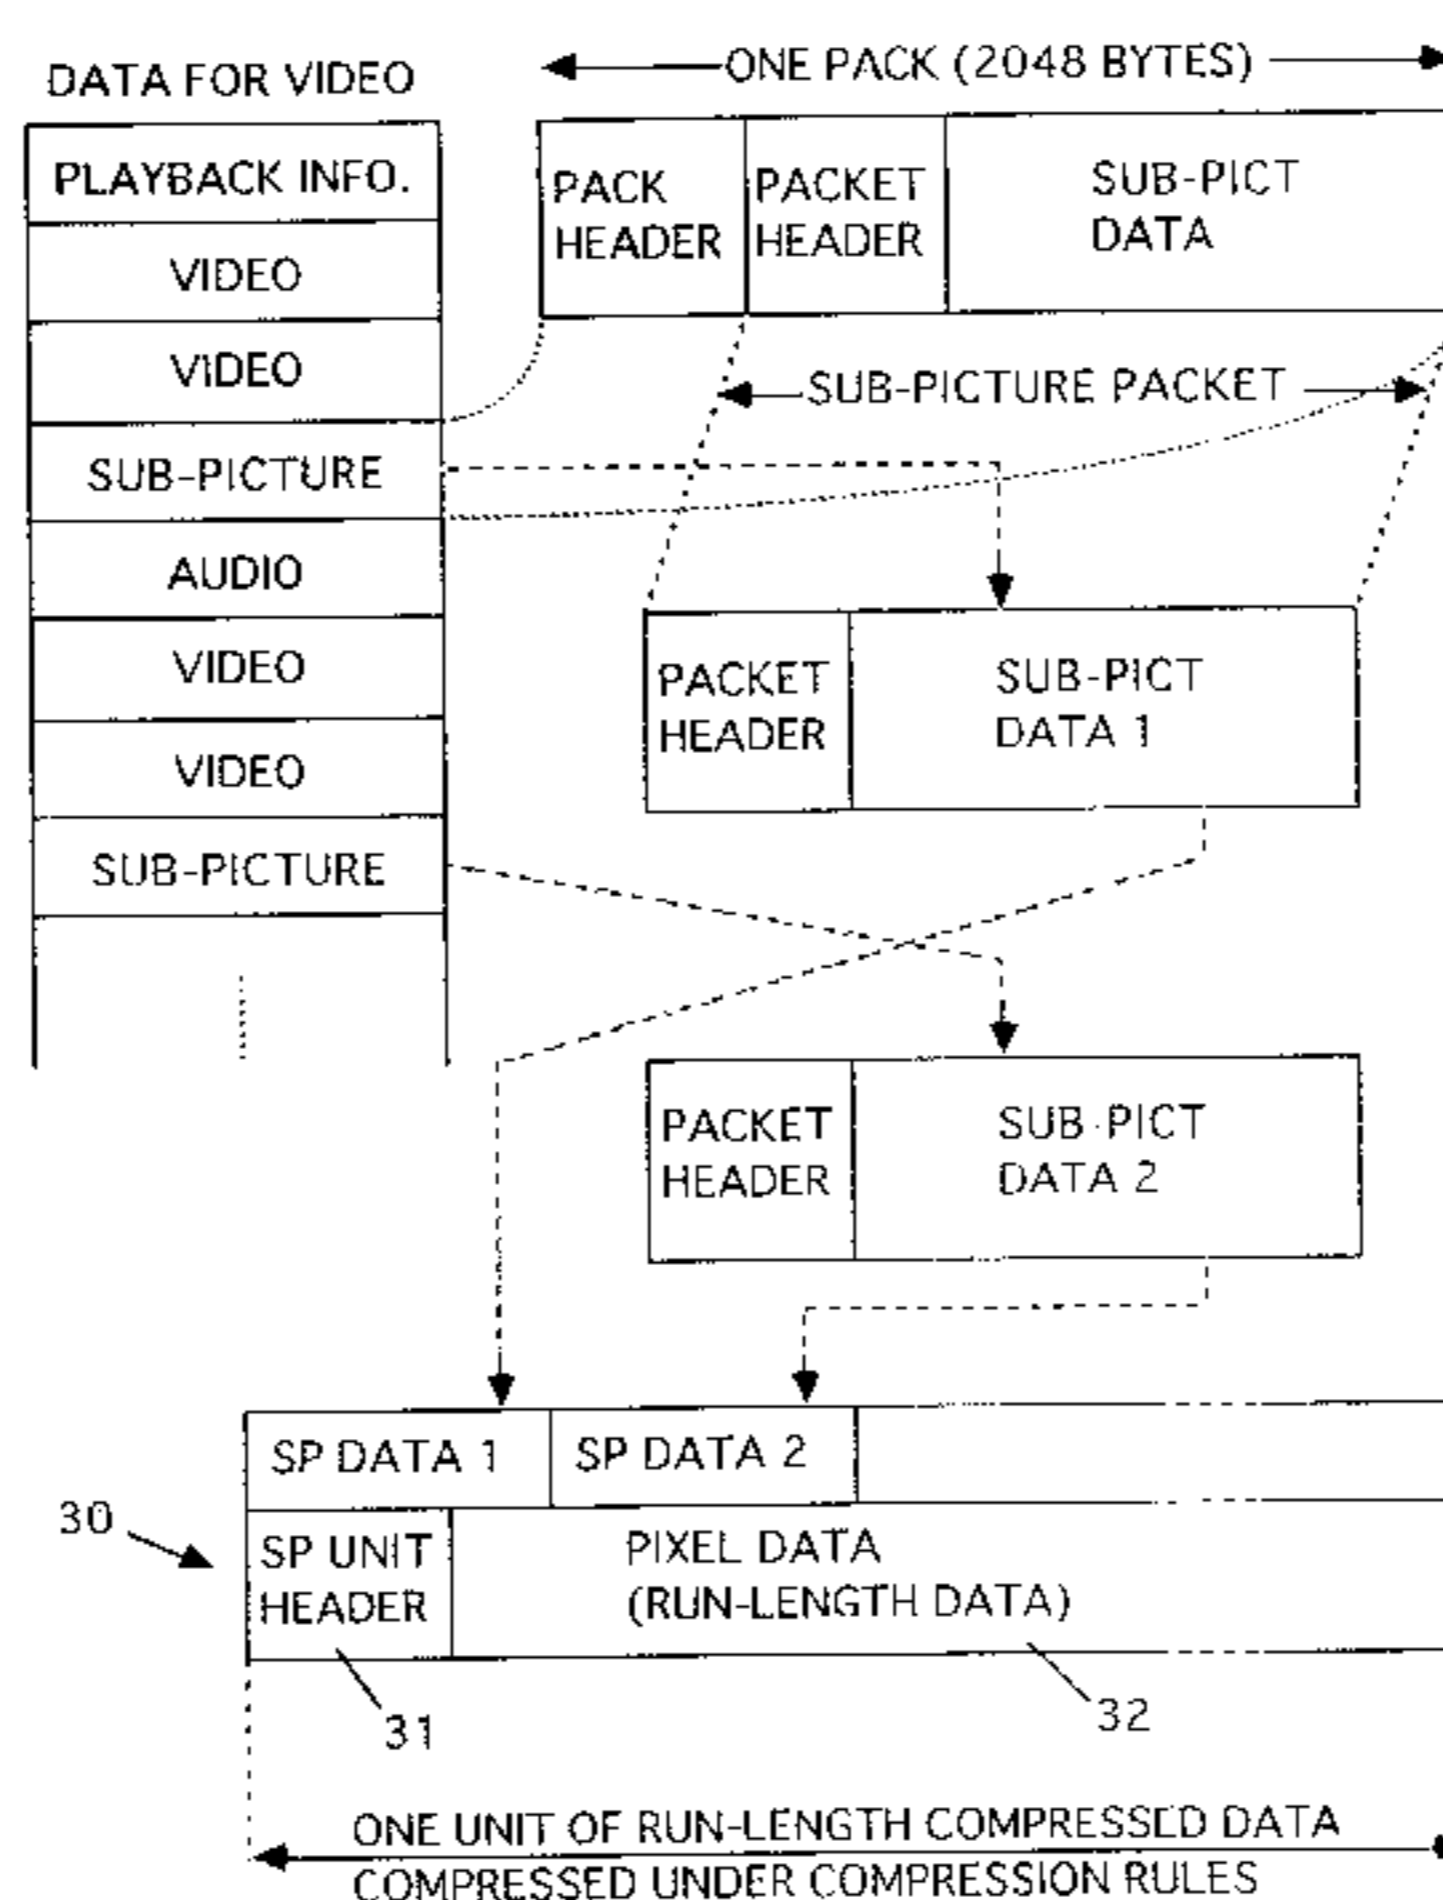 DATA FOR VIDEO
PLAYBACK INFO.
VIDEO
VIDEO
SUB-PICTURE
AUDIO
VIDEO
VIDEO
SUB-PICTURE
ONE PACK (2048 BYTES)
PACK
HEADER
PACKET
HEADER
SUB-PICT
DATA
SUB-PICTURE PACKET
PACKET
HEADER
SUB-PICT
DATA 1
PACKET
HEADER
SUB-PICT
DATA 2
SP DATA 1
SP DATA 2
30
SP UNIT
HEADER
PIXEL DATA
(RUN-LENGTH DATA)
31
32
ONE UNIT OF RUN-LENGTH COMPRESSED DATA
COMPRESSED UNDER COMPRESSION RULES